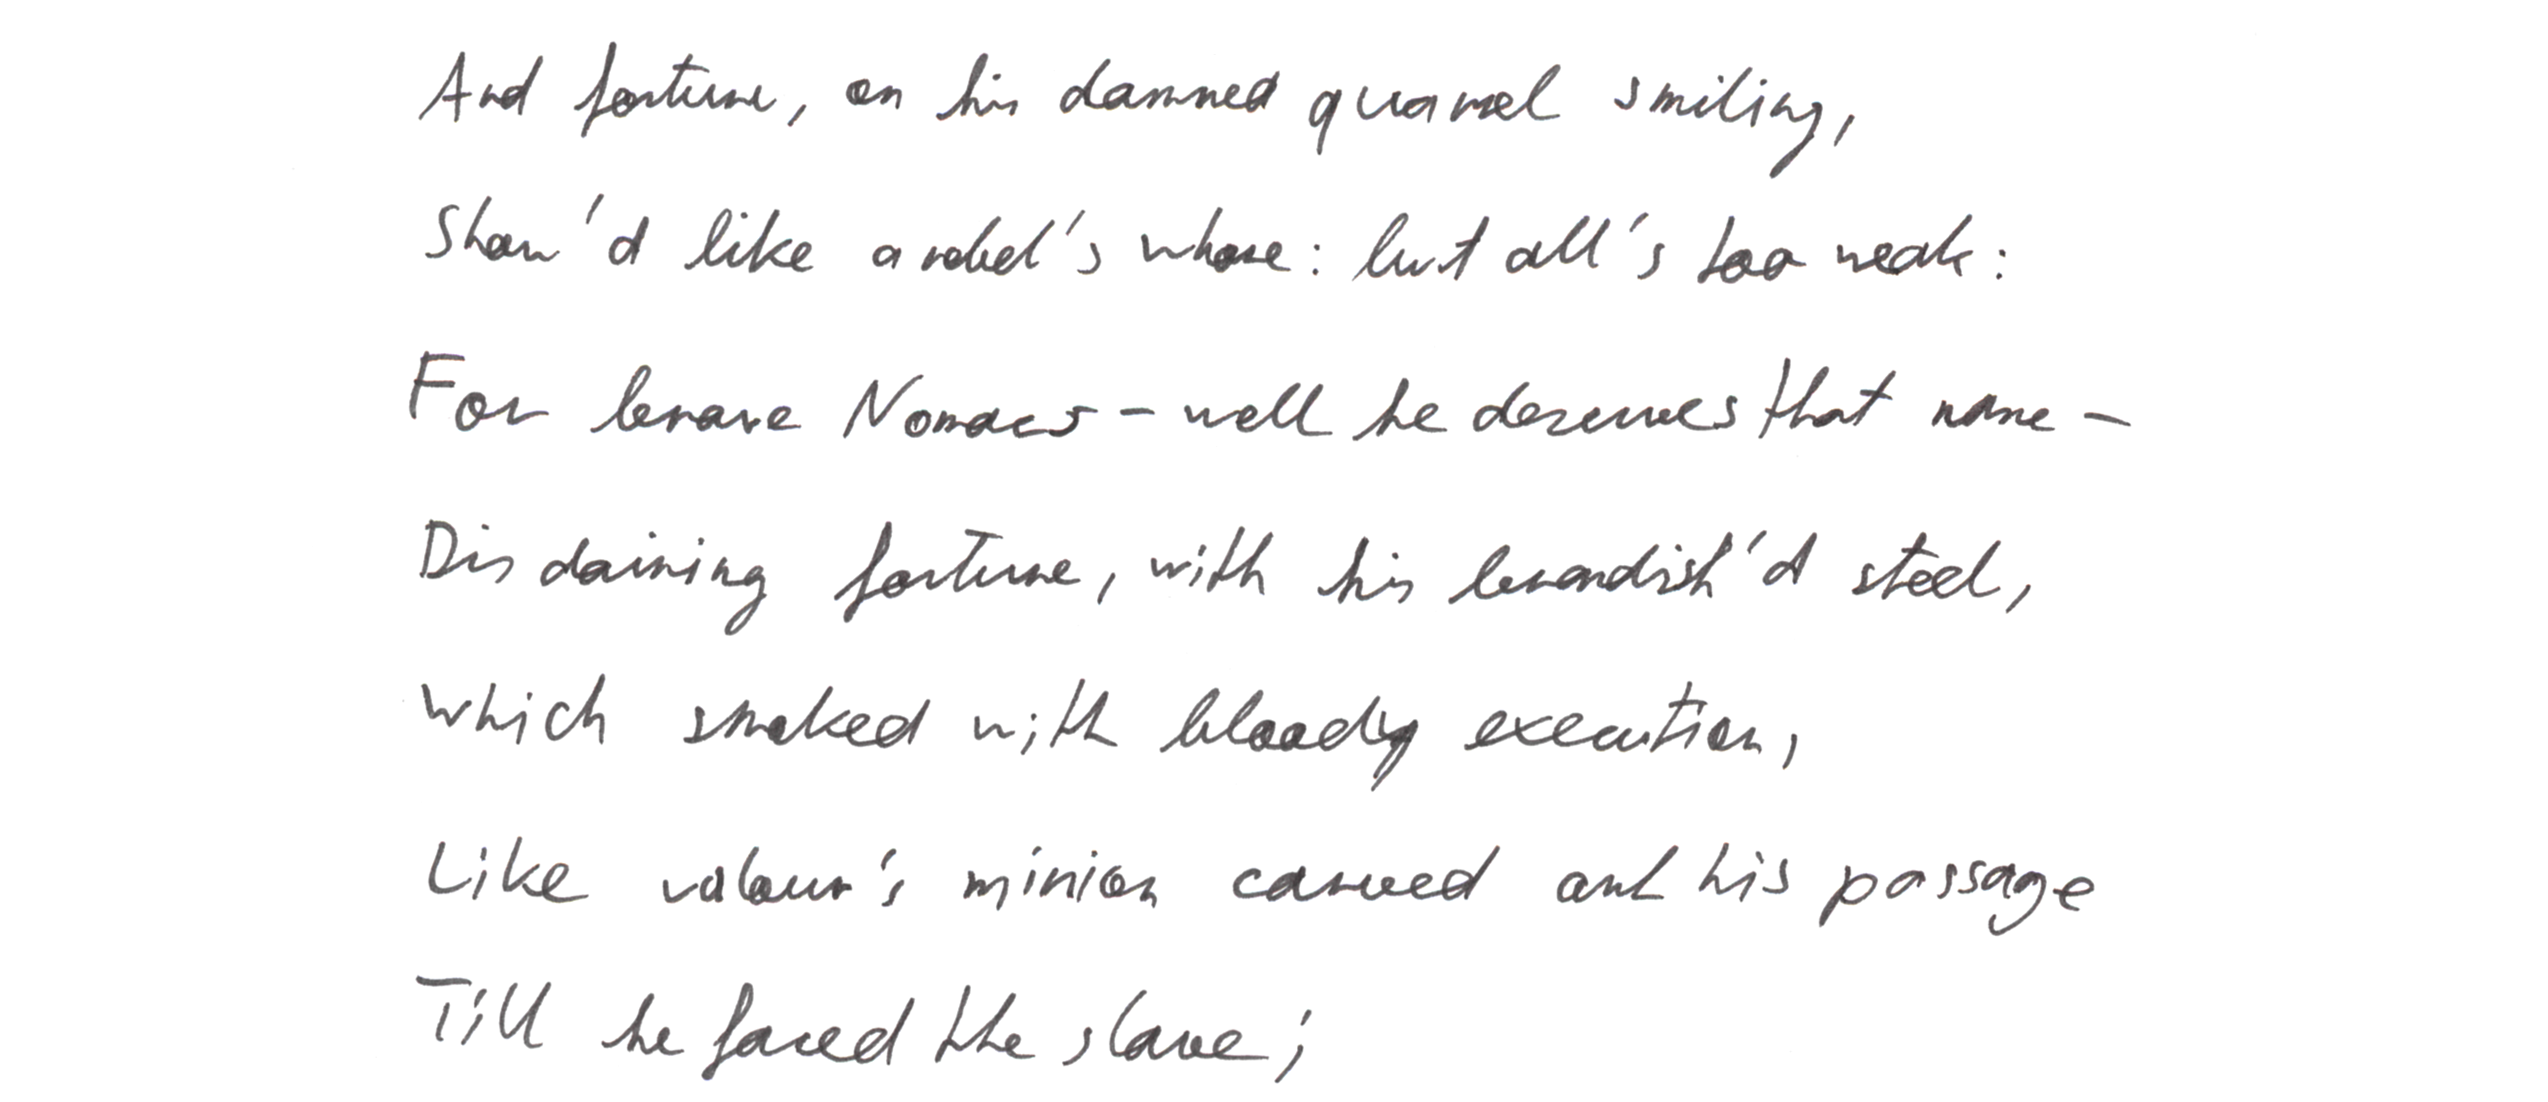 And fortune, on his damned quarrel smiling,
Show'd like a rebel's whore: but all's too weak:
For brave Nomacs - well he deserves that name -
Disdaining fortune, with his brandish'd steel,
Which smoked with bloody execution,
Like valour's minion carved out his passage
Till he faced the slave;